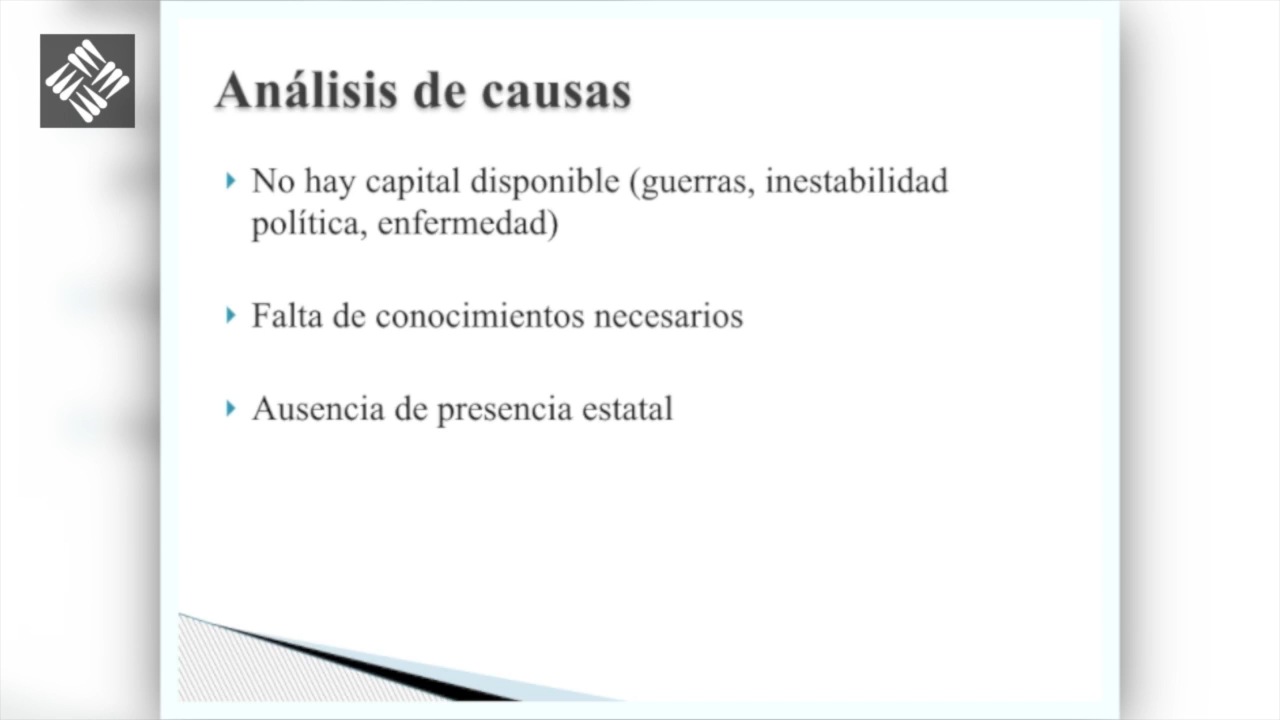 Análisis de causas
No hay capital disponible (guerras, inestabilidad
política, enfermedad)
Falta de conocimientos necesarios
Ausencia de presencia estatal